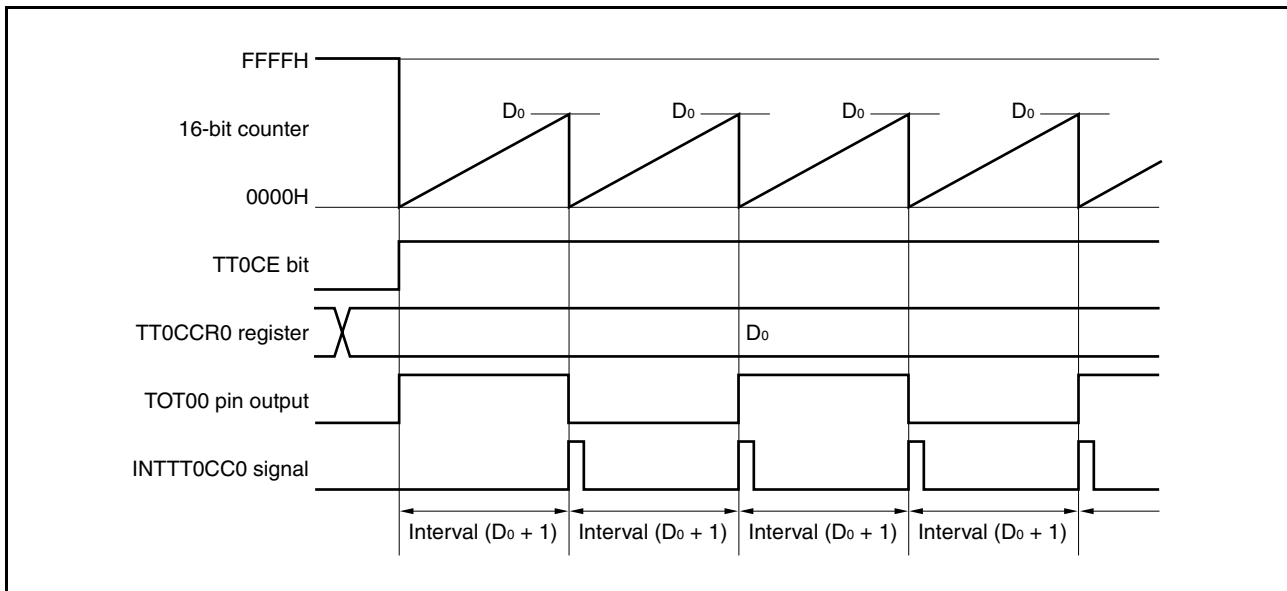 FFFFH
D₀ D₀ D₀ D₀
16-bit counter
0000H
TT0CE bit
TT0CCR0 register D₀
TOT00 pin output
INTTT0CC0 signal
Interval (D₀ + 1) Interval (D₀ + 1) Interval (D₀ + 1) Interval (D₀ + 1)